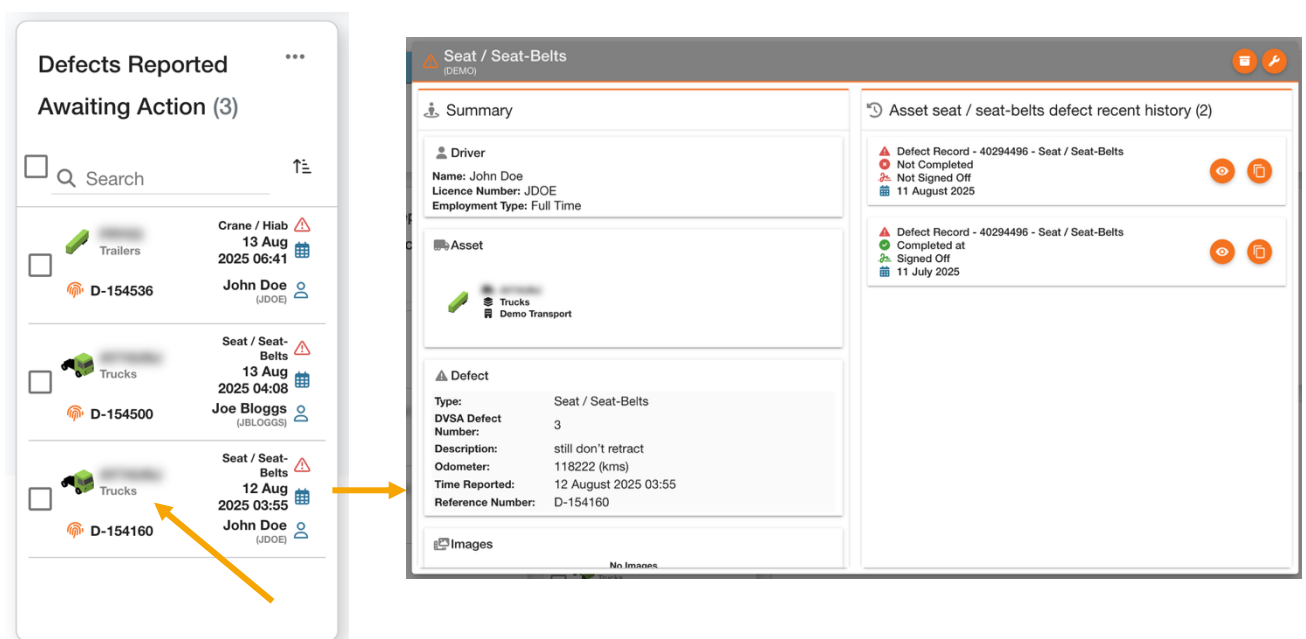 Defects Reported
Awaiting Action (3)
Search
Crane / Hiab
Trailers
13 Aug
2025 06:41
D-154536
John Doe
(JDOE)
Seat / Seat-
Belts
Trucks
13 Aug
2025 04:08
D-154500
Joe Bloggs
(JBLOGGS)
Seat / Seat-
Belts
Trucks
12 Aug
2025 03:55
D-154160
John Doe
(JDOE)
Seat / Seat-Belts
(DEMO)
Summary
Driver
Name: John Doe
Licence Number: JDOE
Employment Type: Full Time
Asset
Trucks
Demo Transport
Defect
Type: Seat / Seat-Belts
DVSA Defect
Number: 3
Description: still don't retract
Odometer: 118222 (kms)
Time Reported: 12 August 2025 03:55
Reference Number: D-154160
Images
No Images
Asset seat / seat-belts defect recent history (2)
Defect Record - 40294496 - Seat / Seat-Belts
Not Completed
Not Signed Off
11 August 2025
Defect Record - 40294496 - Seat / Seat-Belts
Completed at
Signed Off
11 July 2025
Trucks